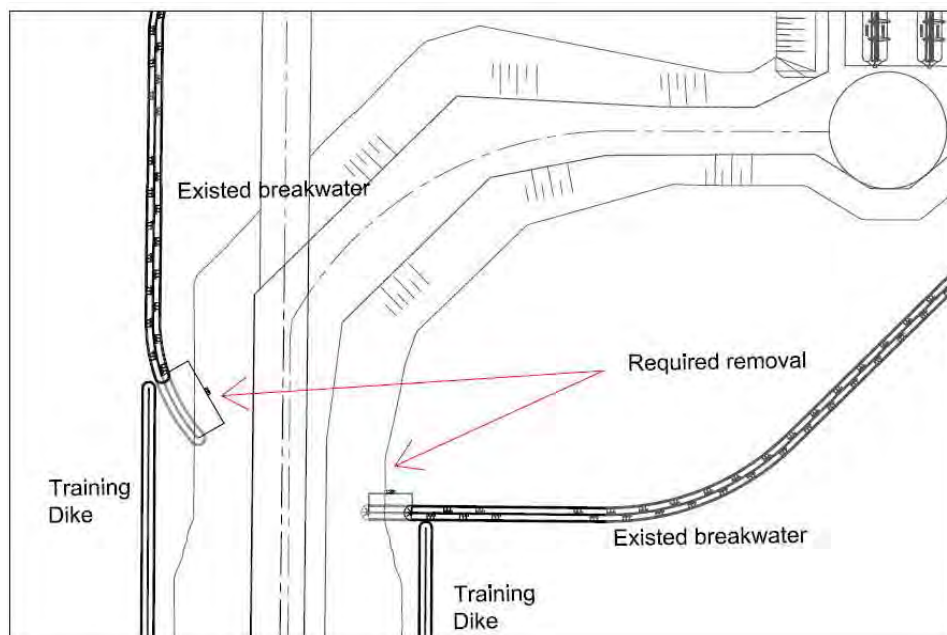 Existed breakwater
Required removal
Training
Dike
Existed breakwater
Training
Dike